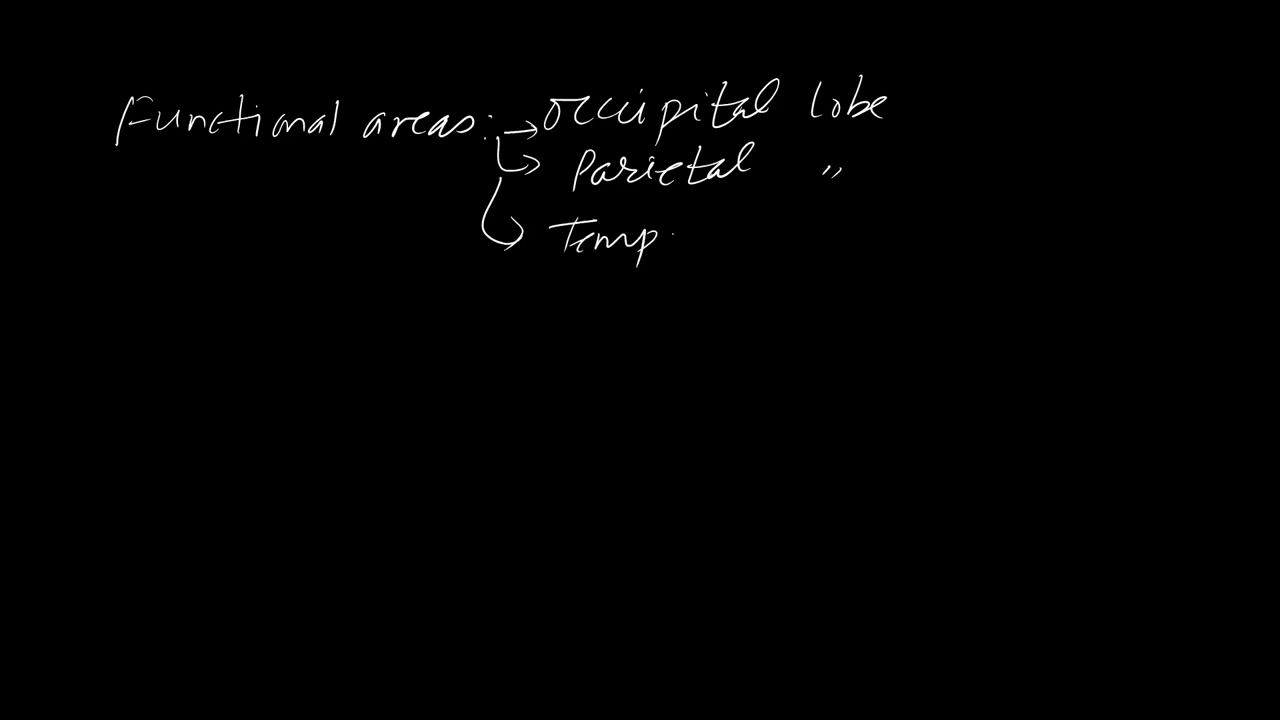 Functional areas: → Occipital lobe
↳ Parietal "
↳ Temp